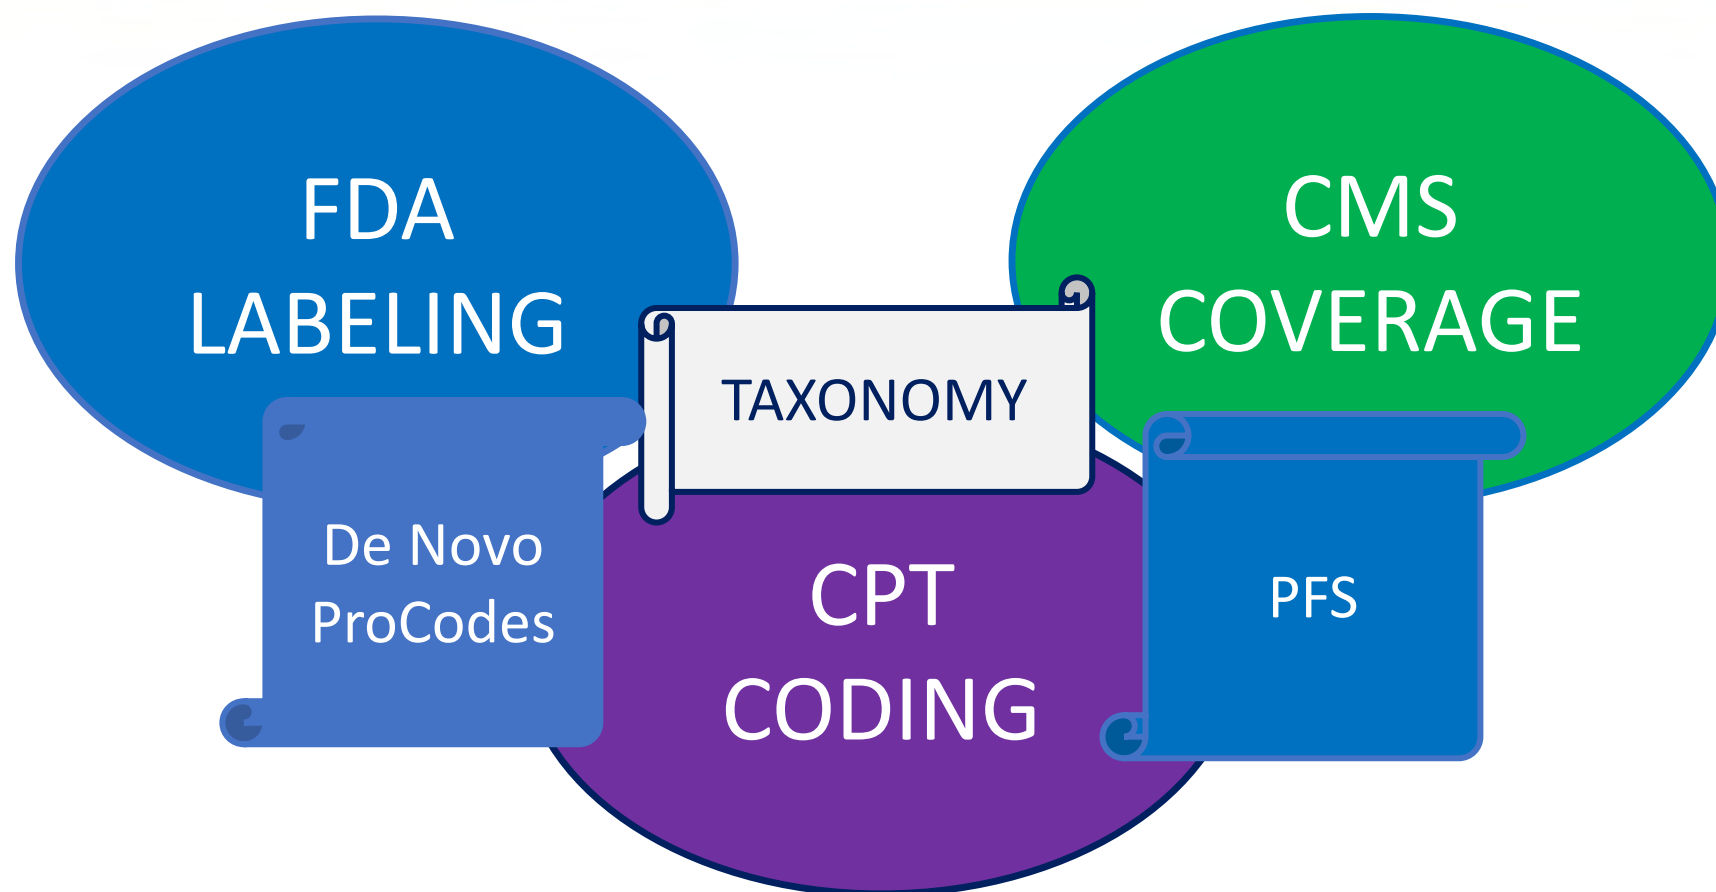 FDA
LABELING
CMS
COVERAGE
TAXONOMY
De Novo
ProCodes
CPT
CODING
PFS